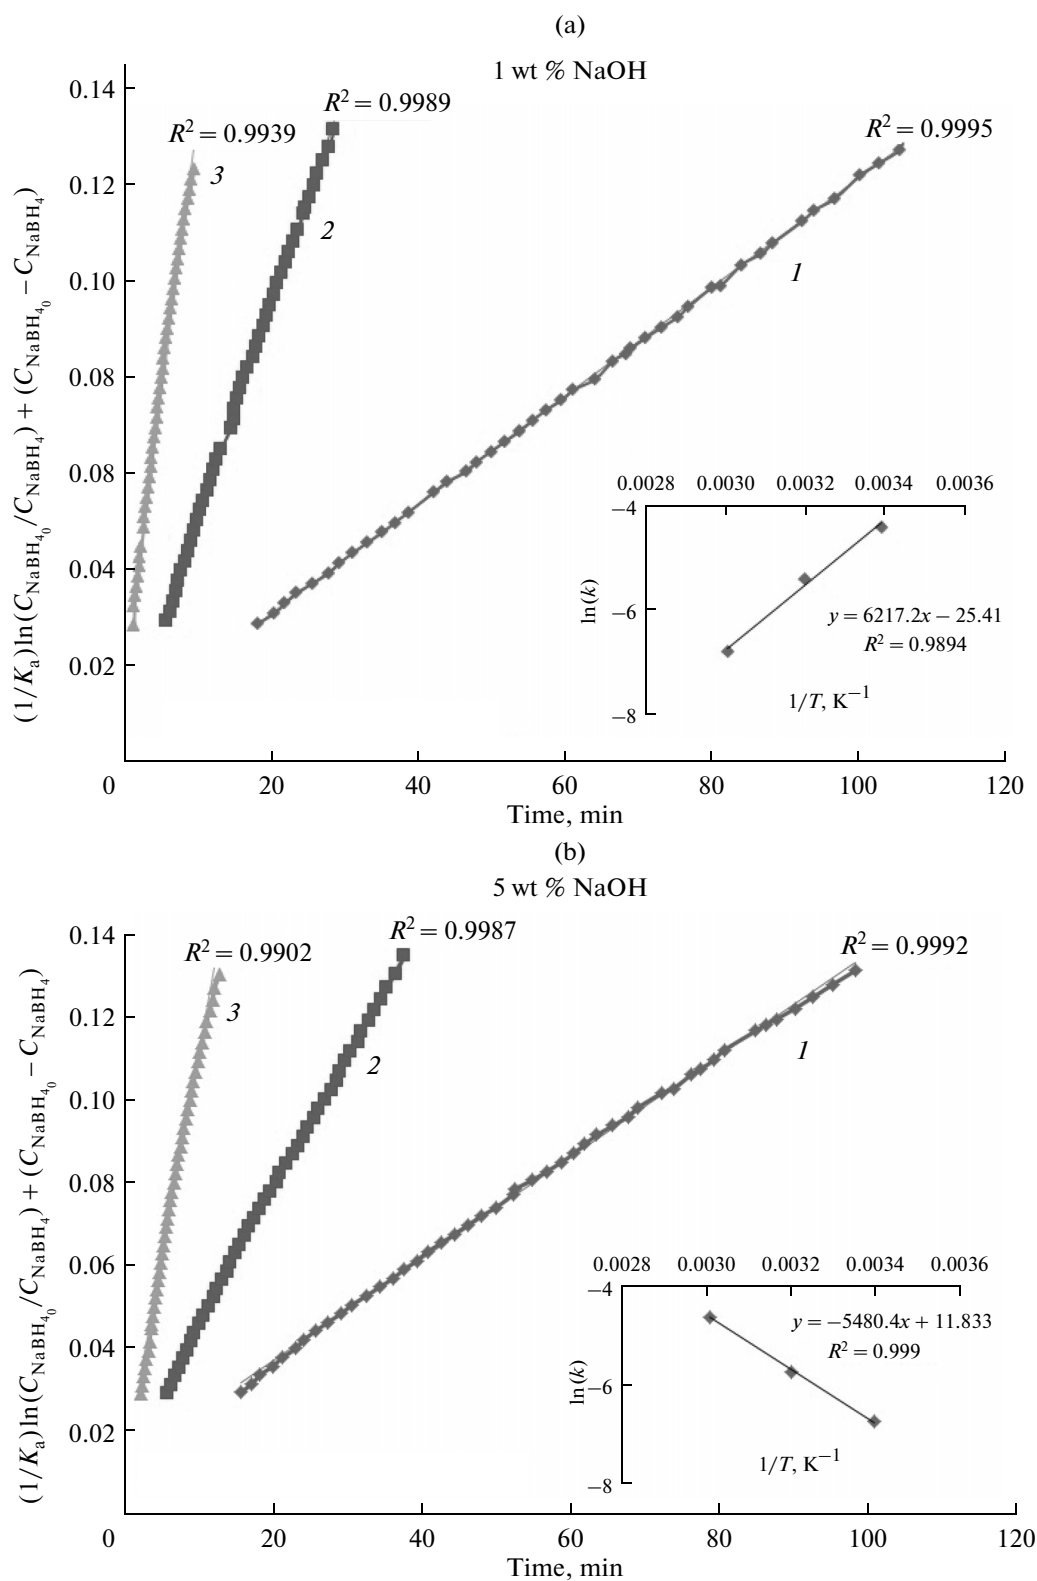 (a)
1 wt % NaOH
(1/Kₐ)ln(C_NaBH₄₀/C_NaBH₄) + (C_NaBH₄₀ − C_NaBH₄)
0.14
0.12
0.10
0.08
0.08
0.04
0.02
R² = 0.9939
R² = 0.9989
R² = 0.9995
3
2
1
0.0028 0.0030 0.0032 0.0034 0.0036
−4
−6
−8
ln(k)
y = 6217.2x − 25.41
R² = 0.9894
1/T, K⁻¹
0 20 40 60 80 100 120
Time, min
(b)
5 wt % NaOH
(1/Kₐ)ln(C_NaBH₄₀/C_NaBH₄) + (C_NaBH₄₀ − C_NaBH₄)
0.14
0.12
0.10
0.08
0.06
0.04
0.02
R² = 0.9902
R² = 0.9987
R² = 0.9992
3
2
1
0.0028 0.0030 0.0032 0.0034 0.0036
−4
−6
−8
ln(k)
y = −5480.4x + 11.833
R² = 0.999
1/T, K⁻¹
0 20 40 60 80 100 120
Time, min